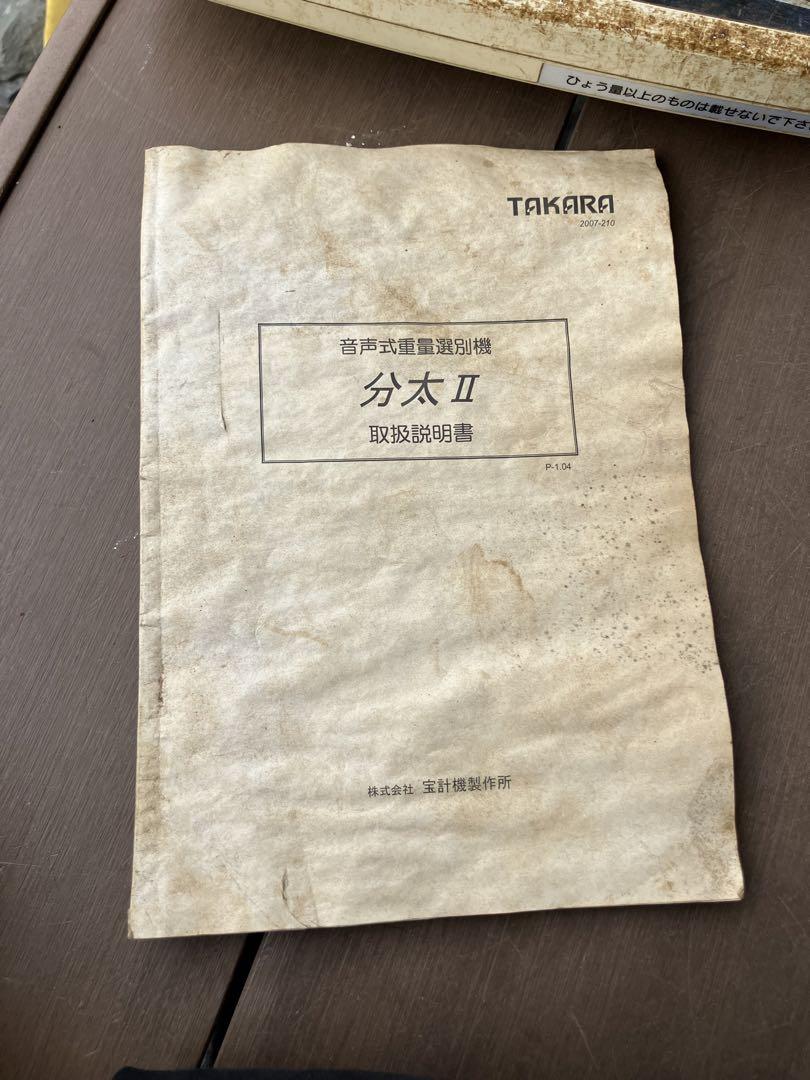 ひょう量以上のものは載せないで下さ
TAKARA
2007-210
音声式重量選別機
分太Ⅱ
取扱説明書
P-1.04
株式会社 宝計機製作所